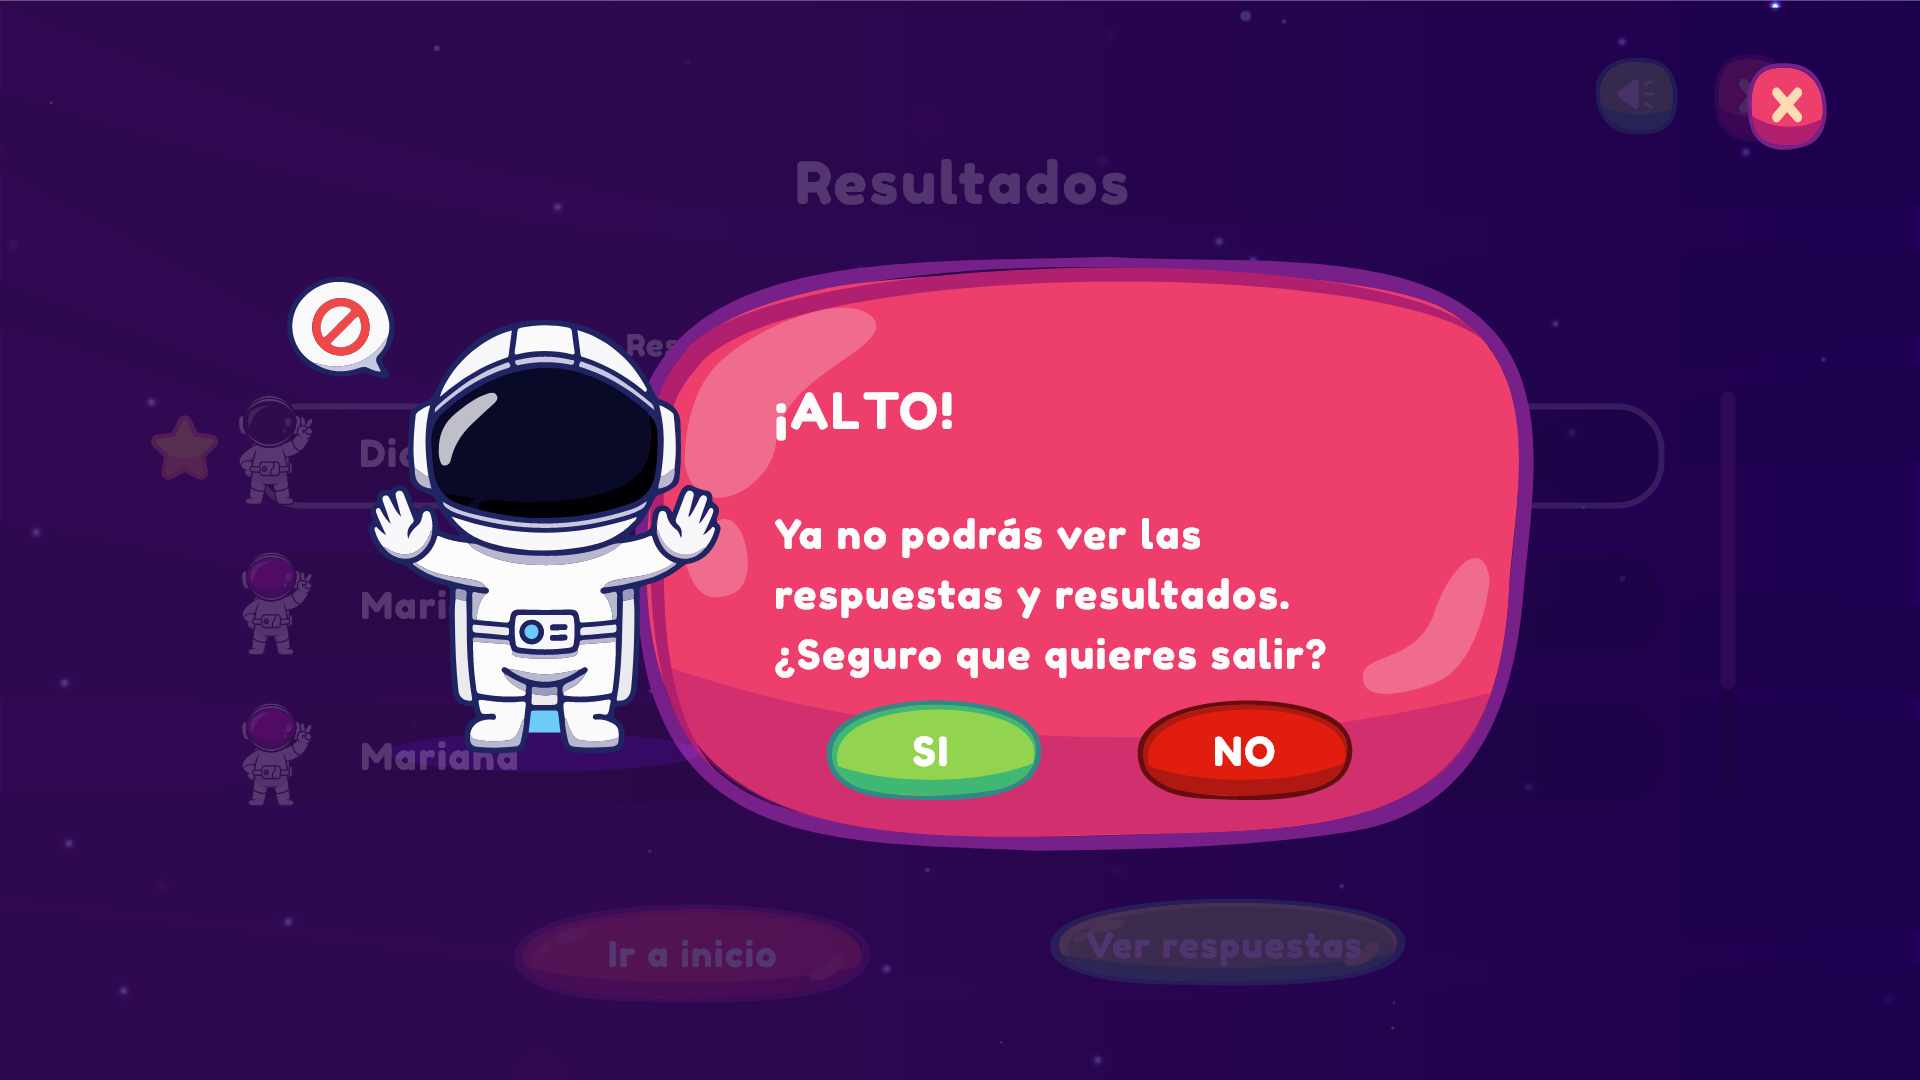 Resultados
¡ALTO!
Ya no podrás ver las
respuestas y resultados.
¿Seguro que quieres salir?
SI
NO
Mariana
Ir a inicio
Ver respuestas